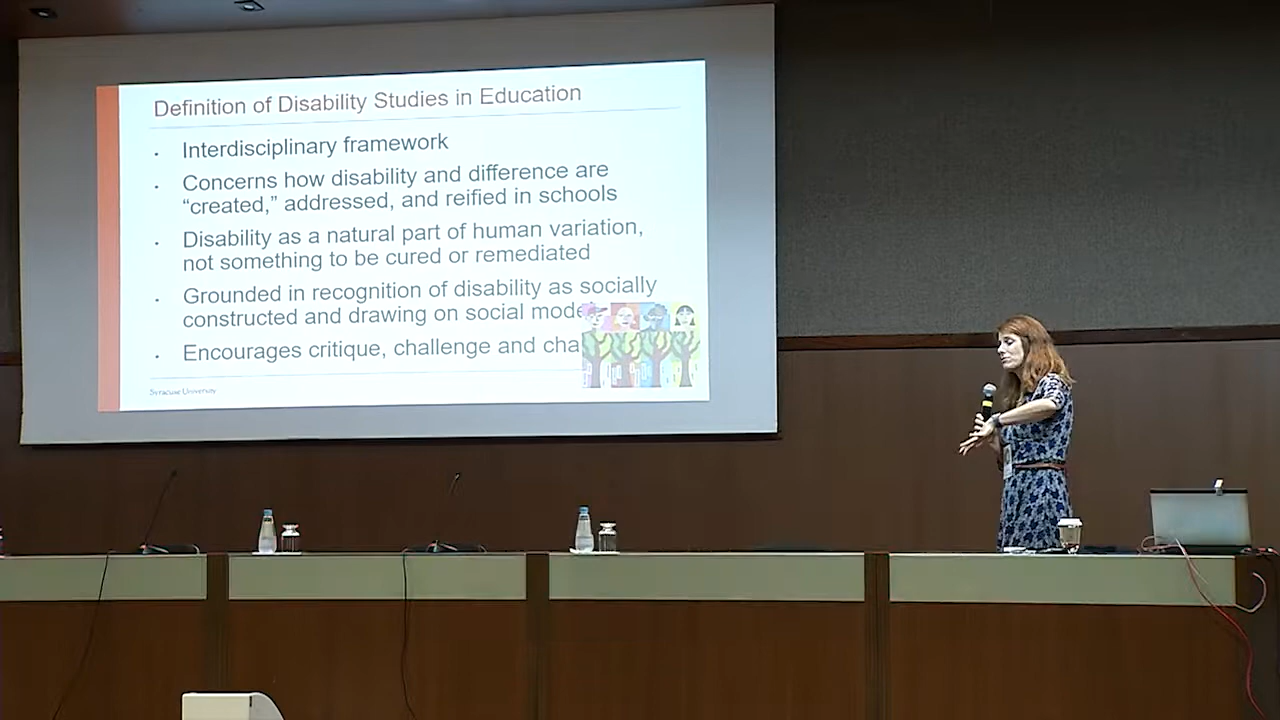 Definition of Disability Studies in Education
• Interdisciplinary framework
• Concerns how disability and difference are
“created,” addressed, and reified in schools
• Disability as a natural part of human variation,
not something to be cured or remediated
• Grounded in recognition of disability as socially
constructed and drawing on social mode
• Encourages critique, challenge and cha
Syracuse University